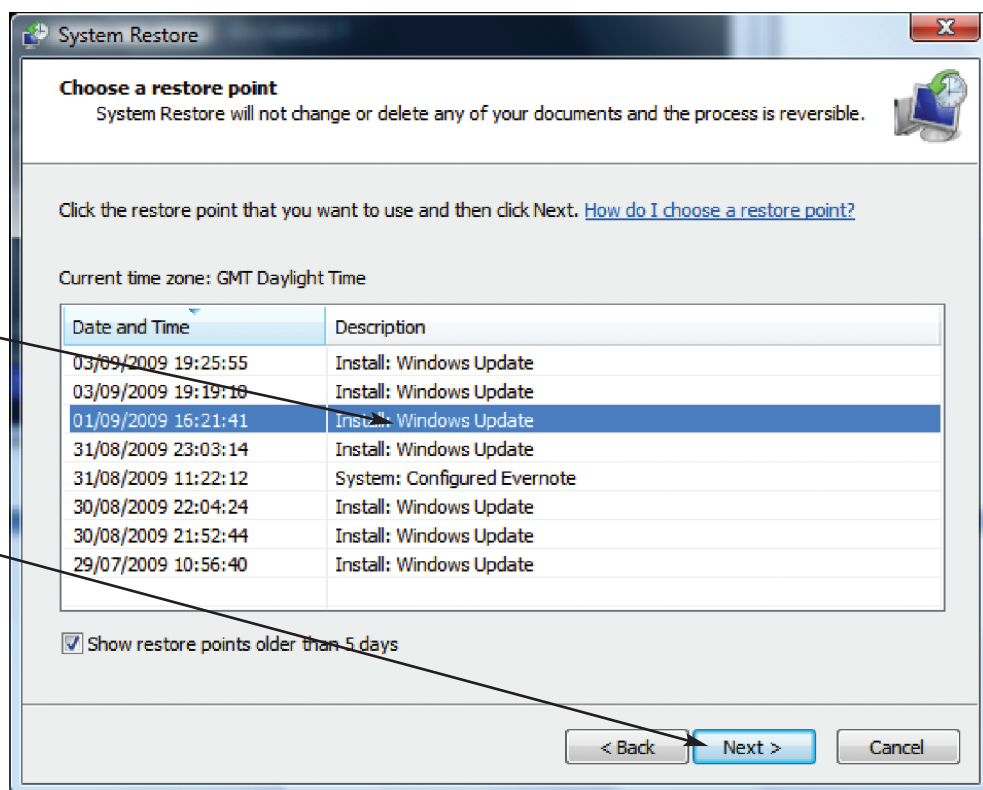 System Restore
Choose a restore point
System Restore will not change or delete any of your documents and the process is reversible.
Click the restore point that you want to use and then click Next. How do I choose a restore point?
Current time zone: GMT Daylight Time
Date and Time Description
03/09/2009 19:25:55 Install: Windows Update
03/09/2009 19:19:10 Install: Windows Update
01/09/2009 16:21:41 Install: Windows Update
31/08/2009 23:03:14 Install: Windows Update
31/08/2009 11:22:12 System: Configured Evernote
30/08/2009 22:04:24 Install: Windows Update
30/08/2009 21:52:44 Install: Windows Update
29/07/2009 10:56:40 Install: Windows Update
Show restore points older than 5 days
< Back Next > Cancel